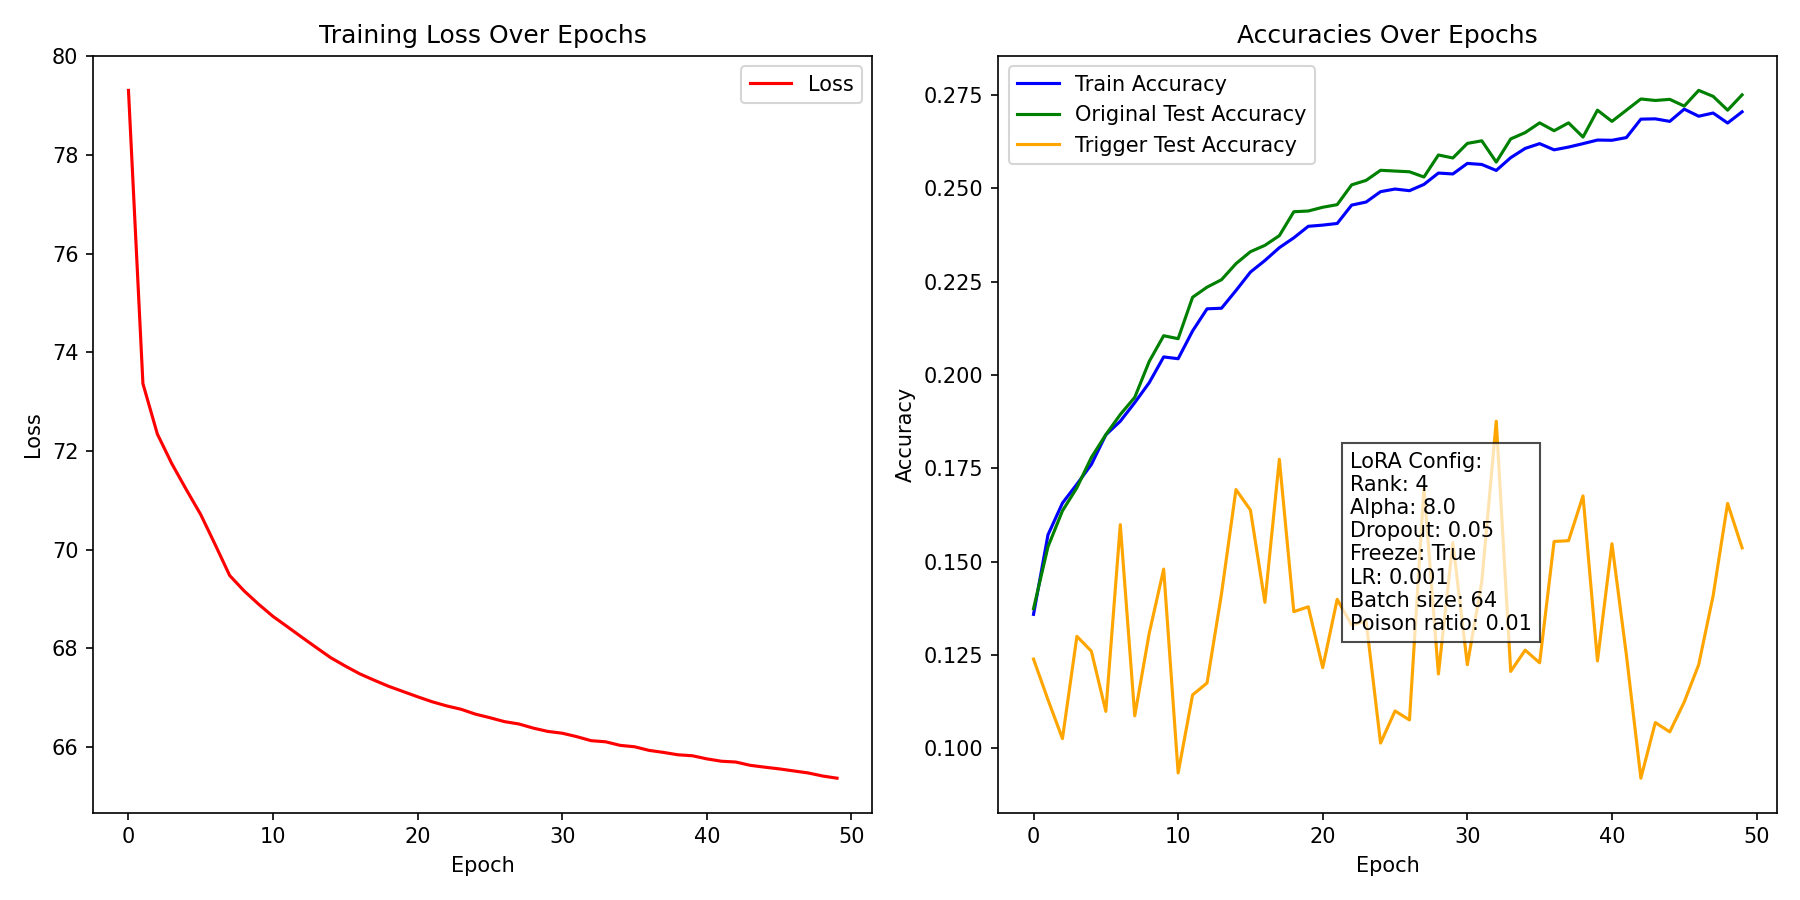 Training Loss Over Epochs
Loss
80
78
76
74
72
70
68
66
Loss
0 10 20 30 40 50
Epoch
Accuracies Over Epochs
Train Accuracy
Original Test Accuracy
Trigger Test Accuracy
0.275
0.250
0.225
0.200
0.175
0.150
0.125
0.100
Accuracy
LoRA Config:
Rank: 4
Alpha: 8.0
Dropout: 0.05
Freeze: True
LR: 0.001
Batch size: 64
Poison ratio: 0.01
0 10 20 30 40 50
Epoch